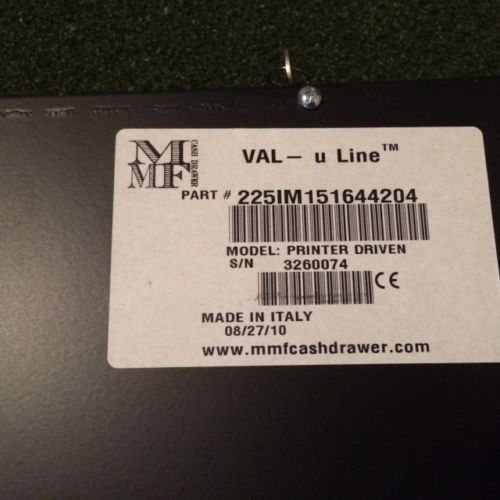 MMF CASH DRAWER
VAL- u Line™
PART # 225IM151644204
MODEL: PRINTER DRIVEN
S/N 3260074
CE
MADE IN ITALY
08/27/10
www.mmfcashdrawer.com